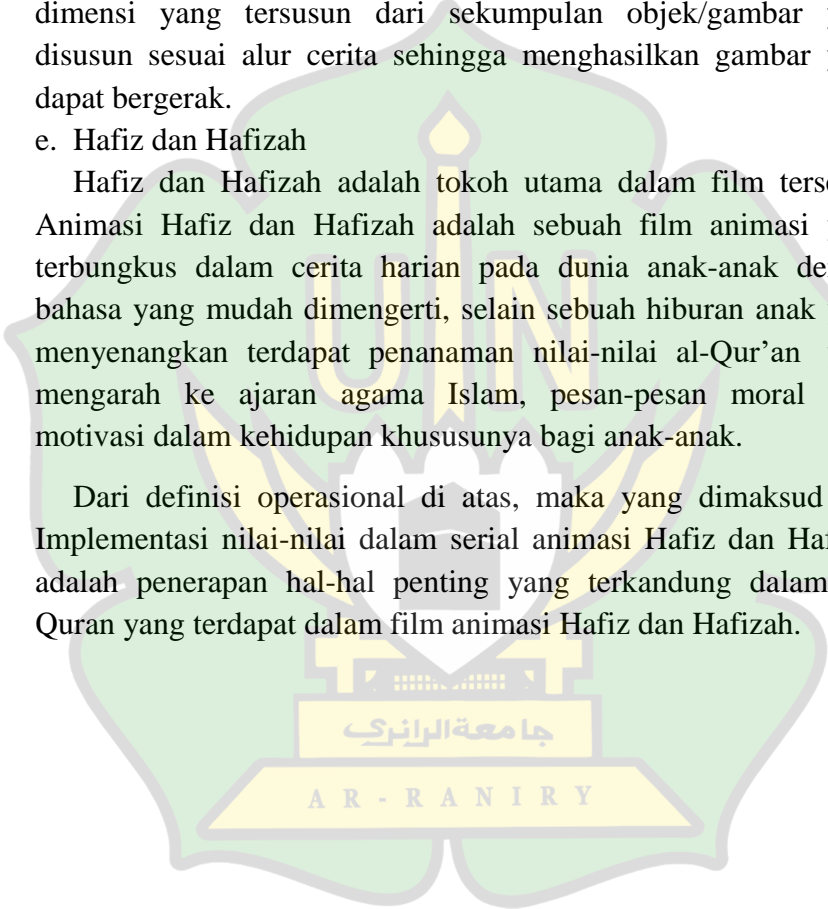 dimensi yang tersusun dari sekumpulan objek/gambar
disusun sesuai alur cerita sehingga menghasilkan gambar
dapat bergerak.
e. Hafiz dan Hafizah
Hafiz dan Hafizah adalah tokoh utama dalam film
Animasi Hafiz dan Hafizah adalah sebuah film animasi
terbungkus dalam cerita harian pada dunia anak-anak
bahasa yang mudah dimengerti, selain sebuah hiburan anak
menyenangkan terdapat penanaman nilai-nilai al-Qur’an
mengarah ke ajaran agama Islam, pesan-pesan moral
motivasi dalam kehidupan khususunya bagi anak-anak.
Dari definisi operasional di atas, maka yang dimaksud
Implementasi nilai-nilai dalam serial animasi Hafiz dan
adalah penerapan hal-hal penting yang terkandung dalam
Quran yang terdapat dalam film animasi Hafiz dan Hafizah.
UIN
جامعةالرانري
AR-RANIRY